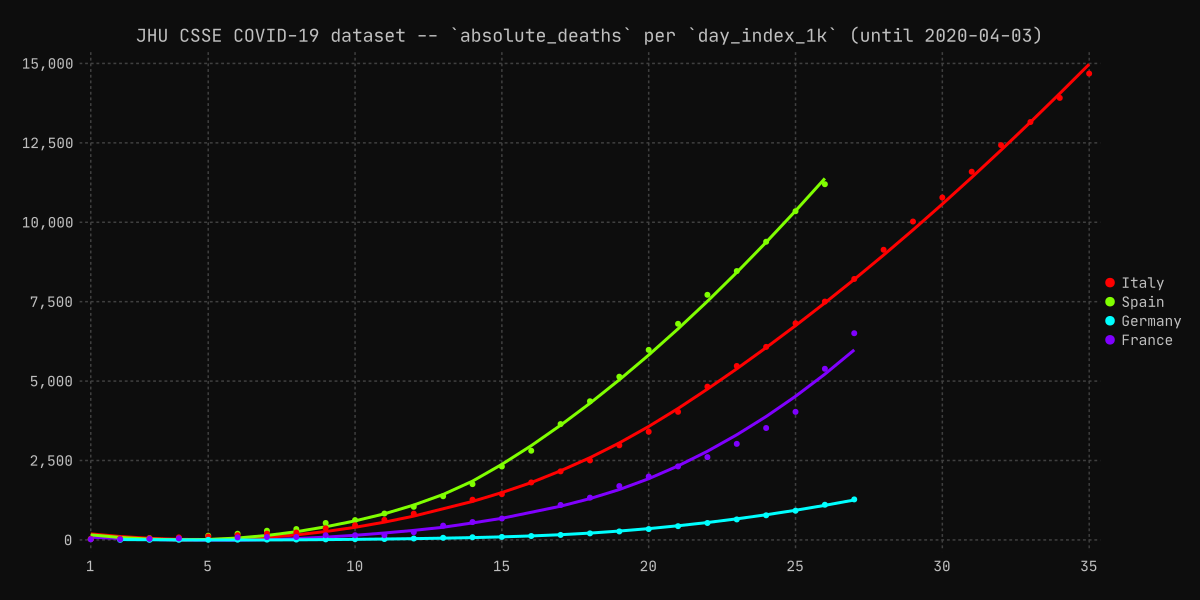 JHU CSSE COVID-19 dataset -- `absolute_deaths` per `day_index_1k` (until 2020-04-03)
15,000
12,500
10,000
7,500
5,000
2,500
0
1 5 10 15 20 25 30 35
Italy
Spain
Germany
France